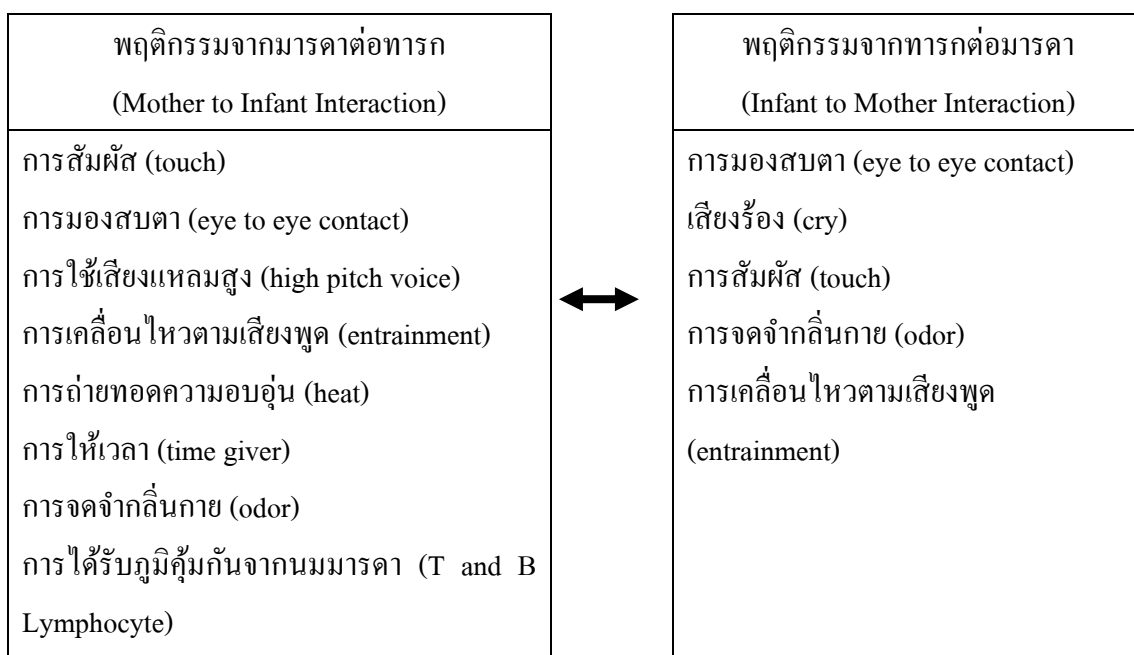 พฤติกรรมจากมารดาต่อทารก
(Mother to Infant Interaction)
การสัมผัส (touch)
การมองสบตา (eye to eye contact)
การใช้เสียงแหลมสูง (high pitch voice)
การเคลื่อนไหวตามเสียงพูด (entrainment)
การถ่ายทอดความอบอุ่น (heat)
การให้เวลา (time giver)
การจดจำกลิ่นกาย (odor)
การได้รับภูมิคุ้มกันจากนมมารดา (T and B
Lymphocyte)
พฤติกรรมจากทารกต่อมารดา
(Infant to Mother Interaction)
การมองสบตา (eye to eye contact)
เสียงร้อง (cry)
การสัมผัส (touch)
การจดจำกลิ่นกาย (odor)
การเคลื่อนไหวตามเสียงพูด
(entrainment)